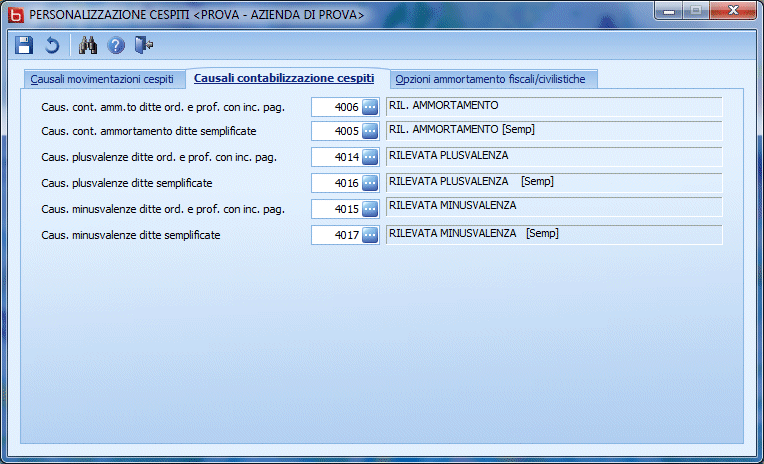 PERSONALIZZAZIONE CESPITI <PROVA - AZIENDA DI PROVA>
Causali movimentazioni cespiti Causali contabilizzazione cespiti Opzioni ammortamento fiscali/civilistiche
Caus. cont. amm.to ditte ord. e prof. con inc. pag. 4006 RIL. AMMORTAMENTO
Caus. cont. ammortamento ditte semplificate 4005 RIL. AMMORTAMENTO [Semp]
Caus. plusvalenze ditte ord. e prof. con inc. pag. 4014 RILEVATA PLUSVALENZA
Caus. plusvalenze ditte semplificate 4016 RILEVATA PLUSVALENZA [Semp]
Caus. minusvalenze ditte ord. e prof. con inc. pag. 4015 RILEVATA MINUSVALENZA
Caus. minusvalenze ditte semplificate 4017 RILEVATA MINUSVALENZA [Semp]